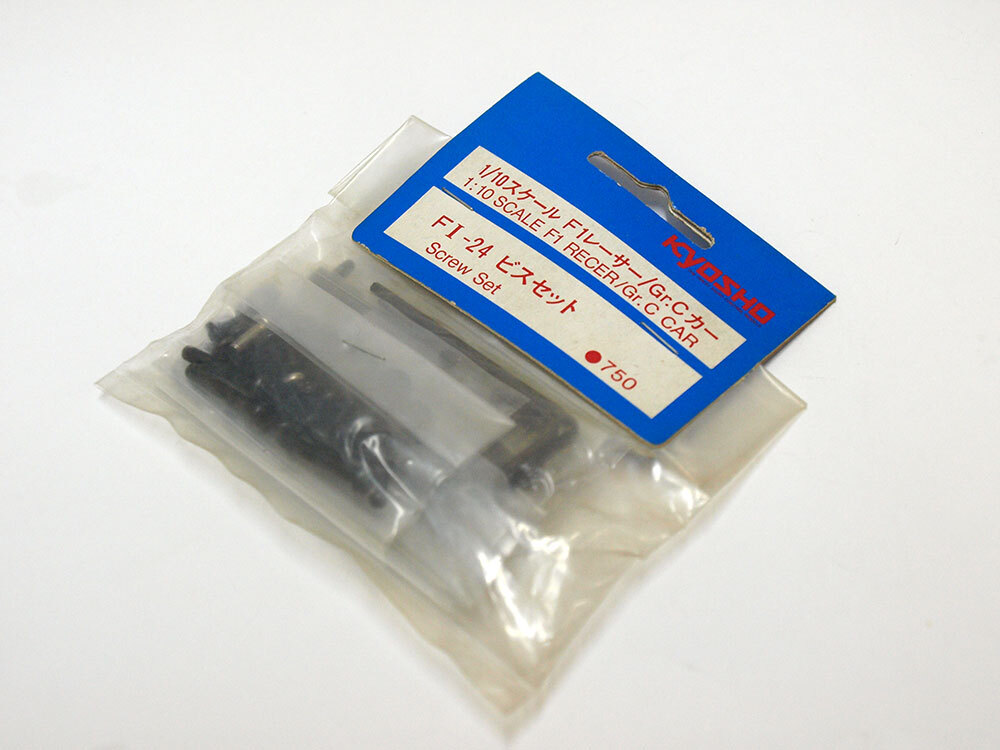 KYOSHO
1/10スケール F1レーサー/Gr.Cカー
1:10 SCALE F1 RECER/Gr.C CAR
FI-24 ビスセット
Screw Set
●750